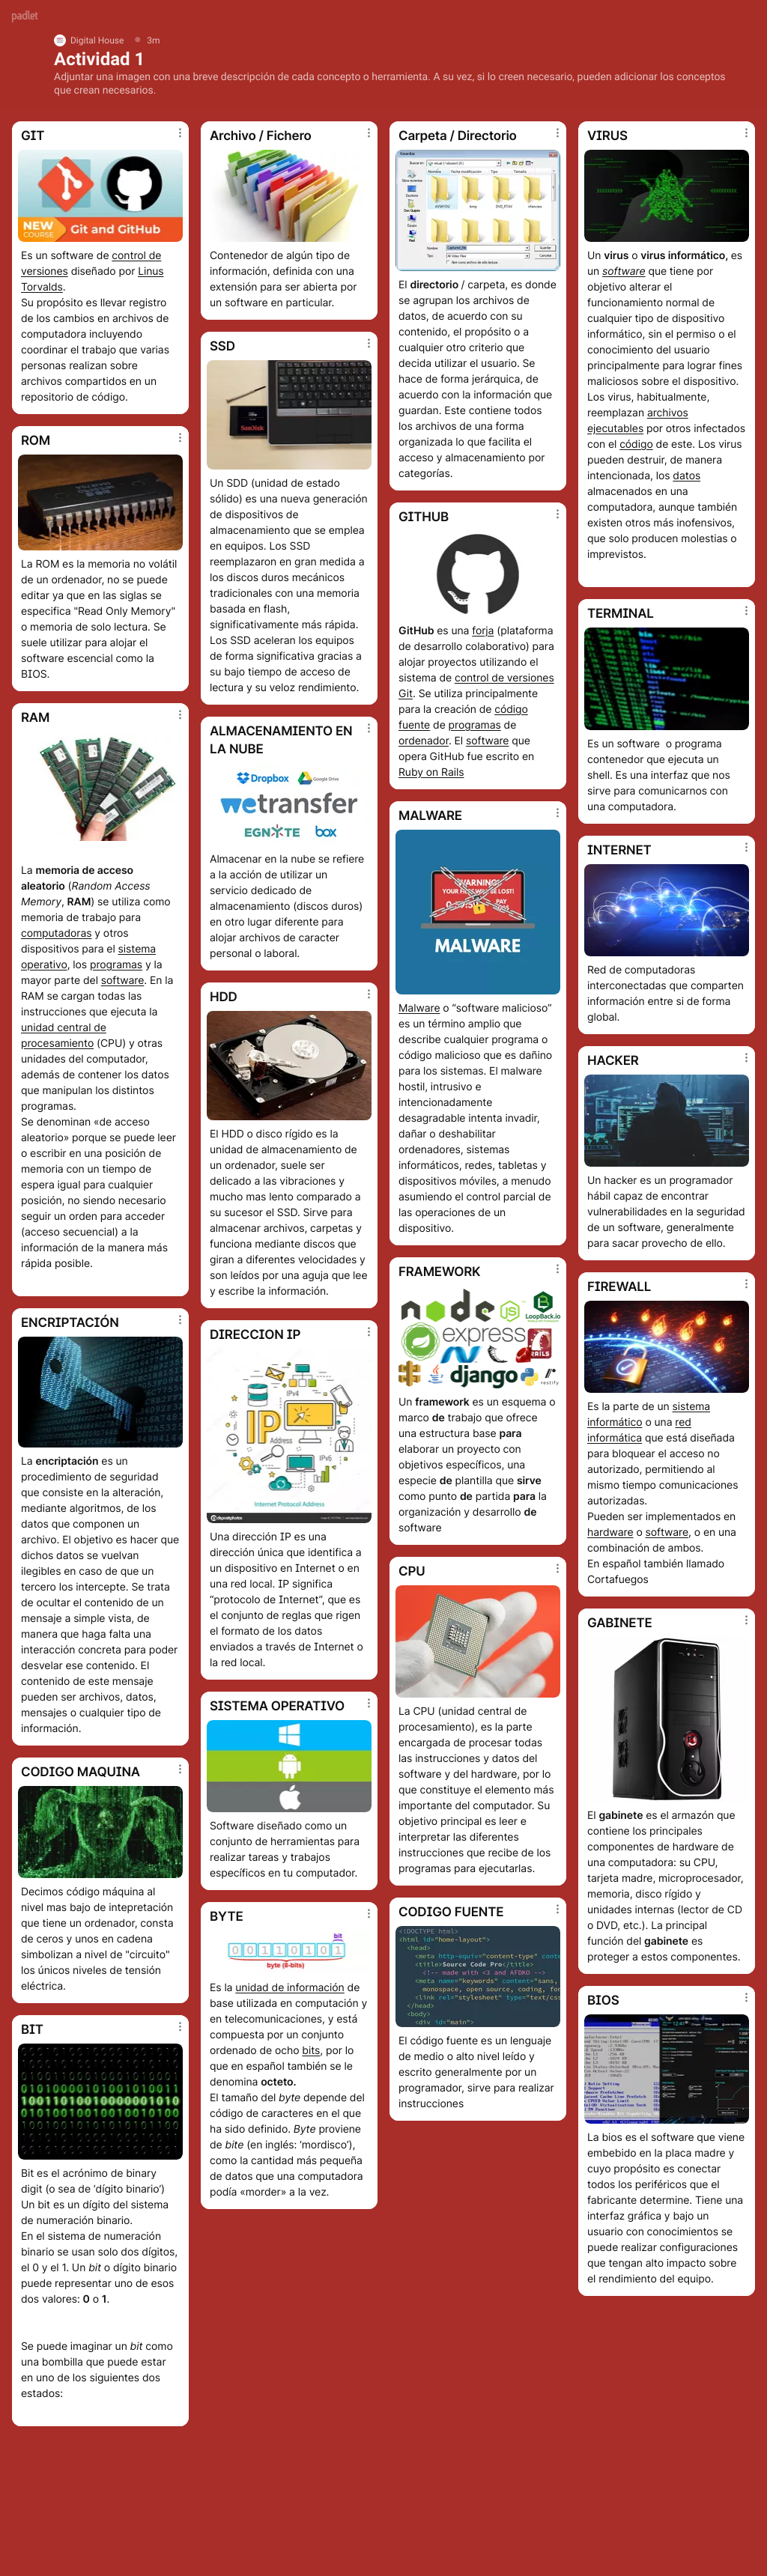 padlet
Digital House
3m
Actividad 1
Adjuntar una imagen con una breve descripción de cada concepto o herramienta. A su vez, si lo creen necesario, pueden adicionar los conceptos
que crean necesarios.
GIT
NEW
COURSE
Git and GitHub
Es un software de control de
versiones diseñado por Linus
Torvalds.
Su propósito es llevar registro
de los cambios en archivos de
computadora incluyendo
coordinar el trabajo que varias
personas realizan sobre
archivos compartidos en un
repositorio de código.
ROM
La ROM es la memoria no volátil
de un ordenador, no se puede
editar ya que en las siglas se
especifica "Read Only Memory"
o memoria de solo lectura. Se
suele utilizar para alojar el
software escencial como la
BIOS.
RAM
La memoria de acceso
aleatorio (Random Access
Memory, RAM) se utiliza como
memoria de trabajo para
computadoras y otros
dispositivos para el sistema
operativo, los programas y la
mayor parte del software. En la
RAM se cargan todas las
instrucciones que ejecuta la
unidad central de
procesamiento (CPU) y otras
unidades del computador,
además de contener los datos
que manipulan los distintos
programas.
Se denominan «de acceso
aleatorio» porque se puede leer
o escribir en una posición de
memoria con un tiempo de
espera igual para cualquier
posición, no siendo necesario
seguir un orden para acceder
(acceso secuencial) a la
información de la manera más
rápida posible.
ENCRIPTACIÓN
La encriptación es un
procedimiento de seguridad
que consiste en la alteración,
mediante algoritmos, de los
datos que componen un
archivo. El objetivo es hacer que
dichos datos se vuelvan
ilegibles en caso de que un
tercero los intercepte. Se trata
de ocultar el contenido de un
mensaje a simple vista, de
manera que haga falta una
interacción concreta para poder
desvelar ese contenido. El
contenido de este mensaje
pueden ser archivos, datos,
mensajes o cualquier tipo de
información.
CODIGO MAQUINA
Decimos código máquina al
nivel mas bajo de intepretación
que tiene un ordenador, consta
de ceros y unos en cadena
simbolizan a nivel de "circuito"
los únicos niveles de tensión
eléctrica.
BIT
Bit es el acrónimo de binary
digit (o sea de 'dígito binario')
Un bit es un dígito del sistema
de numeración binario.
En el sistema de numeración
binario se usan solo dos dígitos,
el 0 y el 1. Un bit o dígito binario
puede representar uno de esos
dos valores: 0 o 1.
Se puede imaginar un bit como
una bombilla que puede estar
en uno de los siguientes dos
estados:
Archivo / Fichero
Contenedor de algún tipo de
información, definida con una
extensión para ser abierta por
un software en particular.
SSD
SanDisk
Un SDD (unidad de estado
sólido) es una nueva generación
de dispositivos de
almacenamiento que se emplea
en equipos. Los SSD
reemplazaron en gran medida a
los discos duros mecánicos
tradicionales con una memoria
basada en flash,
significativamente más rápida.
Los SSD aceleran los equipos
de forma significativa gracias a
su bajo tiempo de acceso de
lectura y su veloz rendimiento.
ALMACENAMIENTO EN
LA NUBE
Dropbox
Google Drive
wetransfer
EGNYTE
box
Almacenar en la nube se refiere
a la acción de utilizar un
servicio dedicado de
almacenamiento (discos duros)
en otro lugar diferente para
alojar archivos de caracter
personal o laboral.
HDD
El HDD o disco rígido es la
unidad de almacenamiento de
un ordenador, suele ser
delicado a las vibraciones y
mucho mas lento comparado a
su sucesor el SSD. Sirve para
almacenar archivos, carpetas y
funciona mediante discos que
giran a diferentes velocidades y
son leídos por una aguja que lee
y escribe la información.
DIRECCION IP
IPv4
IP
IPv6
Internet Protocol Address
depositphotos
Una dirección IP es una
dirección única que identifica a
un dispositivo en Internet o en
una red local. IP significa
"protocolo de Internet", que es
el conjunto de reglas que rigen
el formato de los datos
enviados a través de Internet o
la red local.
SISTEMA OPERATIVO
Software diseñado como un
conjunto de herramientas para
realizar tareas y trabajos
específicos en tu computador.
BYTE
bit
0 0 1 1 0 1 0 1
byte (8-bits)
Es la unidad de información de
base utilizada en computación y
en telecomunicaciones, y está
compuesta por un conjunto
ordenado de ocho bits, por lo
que en español también se le
denomina octeto.
El tamaño del byte depende del
código de caracteres en el que
ha sido definido. Byte proviene
de bite (en inglés: 'mordisco'),
como la cantidad más pequeña
de datos que una computadora
podía «morder» a la vez.
Carpeta / Directorio
El directorio / carpeta, es donde
se agrupan los archivos de
datos, de acuerdo con su
contenido, el propósito o a
cualquier otro criterio que
decida utilizar el usuario. Se
hace de forma jerárquica, de
acuerdo con la información que
guardan. Este contiene todos
los archivos de una forma
organizada lo que facilita el
acceso y almacenamiento por
categorías.
GITHUB
GitHub es una forja (plataforma
de desarrollo colaborativo) para
alojar proyectos utilizando el
sistema de control de versiones
Git. Se utiliza principalmente
para la creación de código
fuente de programas de
ordenador. El software que
opera GitHub fue escrito en
Ruby on Rails
MALWARE
WARNING!
MALWARE
Malware o "software malicioso"
es un término amplio que
describe cualquier programa o
código malicioso que es dañino
para los sistemas. El malware
hostil, intrusivo e
intencionadamente
desagradable intenta invadir,
dañar o deshabilitar
ordenadores, sistemas
informáticos, redes, tabletas y
dispositivos móviles, a menudo
asumiendo el control parcial de
las operaciones de un
dispositivo.
FRAMEWORK
node
JS
LoopBack.io
express
RAILS
django
restify
Un framework es un esquema o
marco de trabajo que ofrece
una estructura base para
elaborar un proyecto con
objetivos específicos, una
especie de plantilla que sirve
como punto de partida para la
organización y desarrollo de
software
CPU
La CPU (unidad central de
procesamiento), es la parte
encargada de procesar todas
las instrucciones y datos del
software y del hardware, por lo
que constituye el elemento más
importante del computador. Su
objetivo principal es leer e
interpretar las diferentes
instrucciones que recibe de los
programas para ejecutarlas.
CODIGO FUENTE
<!DOCTYPE html>
<html id="home-layout">
<head>
<meta http-equiv="content-type" cont
<title>Source Code Pro</title>
<!-- made with <3 and AFDKO -->
<meta name="keywords" content="sans,
monospace, open source, coding, fon
<link rel="stylesheet" type="text/css
</head>
<body>
<div id="main">
El código fuente es un lenguaje
de medio o alto nivel leído y
escrito generalmente por un
programador, sirve para realizar
instrucciones
VIRUS
Un virus o virus informático, es
un software que tiene por
objetivo alterar el
funcionamiento normal de
cualquier tipo de dispositivo
informático, sin el permiso o el
conocimiento del usuario
principalmente para lograr fines
maliciosos sobre el dispositivo.
Los virus, habitualmente,
reemplazan archivos
ejecutables por otros infectados
con el código de este. Los virus
pueden destruir, de manera
intencionada, los datos
almacenados en una
computadora, aunque también
existen otros más inofensivos,
que solo producen molestias o
imprevistos.
TERMINAL
Es un software o programa
contenedor que ejecuta un
shell. Es una interfaz que nos
sirve para comunicarnos con
una computadora.
INTERNET
Red de computadoras
interconectadas que comparten
información entre si de forma
global.
HACKER
Un hacker es un programador
hábil capaz de encontrar
vulnerabilidades en la seguridad
de un software, generalmente
para sacar provecho de ello.
FIREWALL
Es la parte de un sistema
informático o una red
informática que está diseñada
para bloquear el acceso no
autorizado, permitiendo al
mismo tiempo comunicaciones
autorizadas.
Pueden ser implementados en
hardware o software, o en una
combinación de ambos.
En español también llamado
Cortafuegos
GABINETE
El gabinete es el armazón que
contiene los principales
componentes de hardware de
una computadora: su CPU,
tarjeta madre, microprocesador,
memoria, disco rígido y
unidades internas (lector de CD
o DVD, etc.). La principal
función del gabinete es
proteger a estos componentes.
BIOS
La bios es el software que viene
embebido en la placa madre y
cuyo propósito es conectar
todos los periféricos que el
fabricante determine. Tiene una
interfaz gráfica y bajo un
usuario con conocimientos se
puede realizar configuraciones
que tengan alto impacto sobre
el rendimiento del equipo.